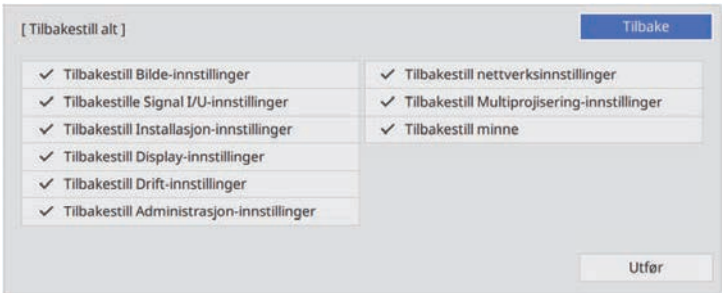 [ Tilbakestill alt ]
Tilbake
Tilbakestill Bilde-innstillinger
Tilbakestille Signal I/U-innstillinger
Tilbakestill Installasjon-innstillinger
Tilbakestill Display-innstillinger
Tilbakestill Drift-innstillinger
Tilbakestill Administrasjon-innstillinger
Tilbakestill nettverksinnstillinger
Tilbakestill Multiprojisering-innstillinger
Tilbakestill minne
Utfør